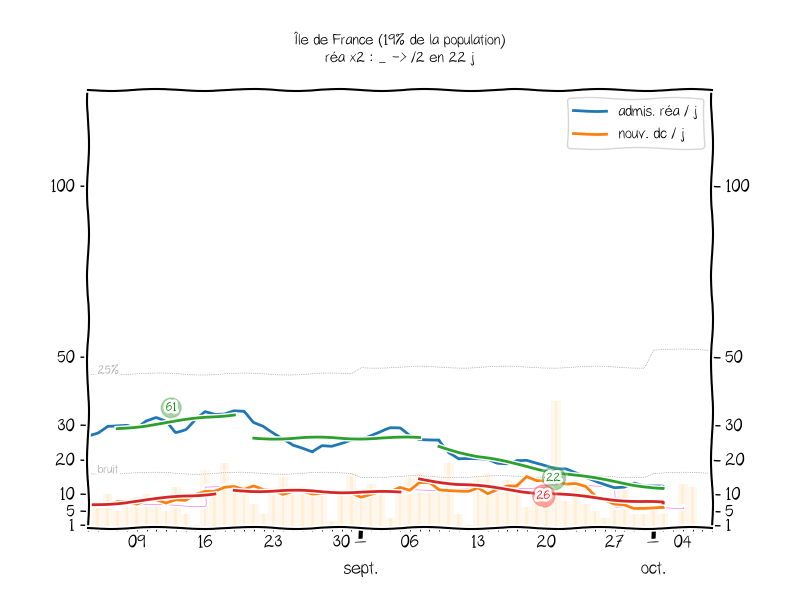 Île de France (19% de la population)
réa x2 : _ -> /2 en 22 j
admis. réa / j
nouv. dc / j
100
100
50
50
25%
61
30
30
20
20
bruit
22
26
10
10
5
5
1
1
09 16 23 30 06 13 20 27 04
sept. oct.